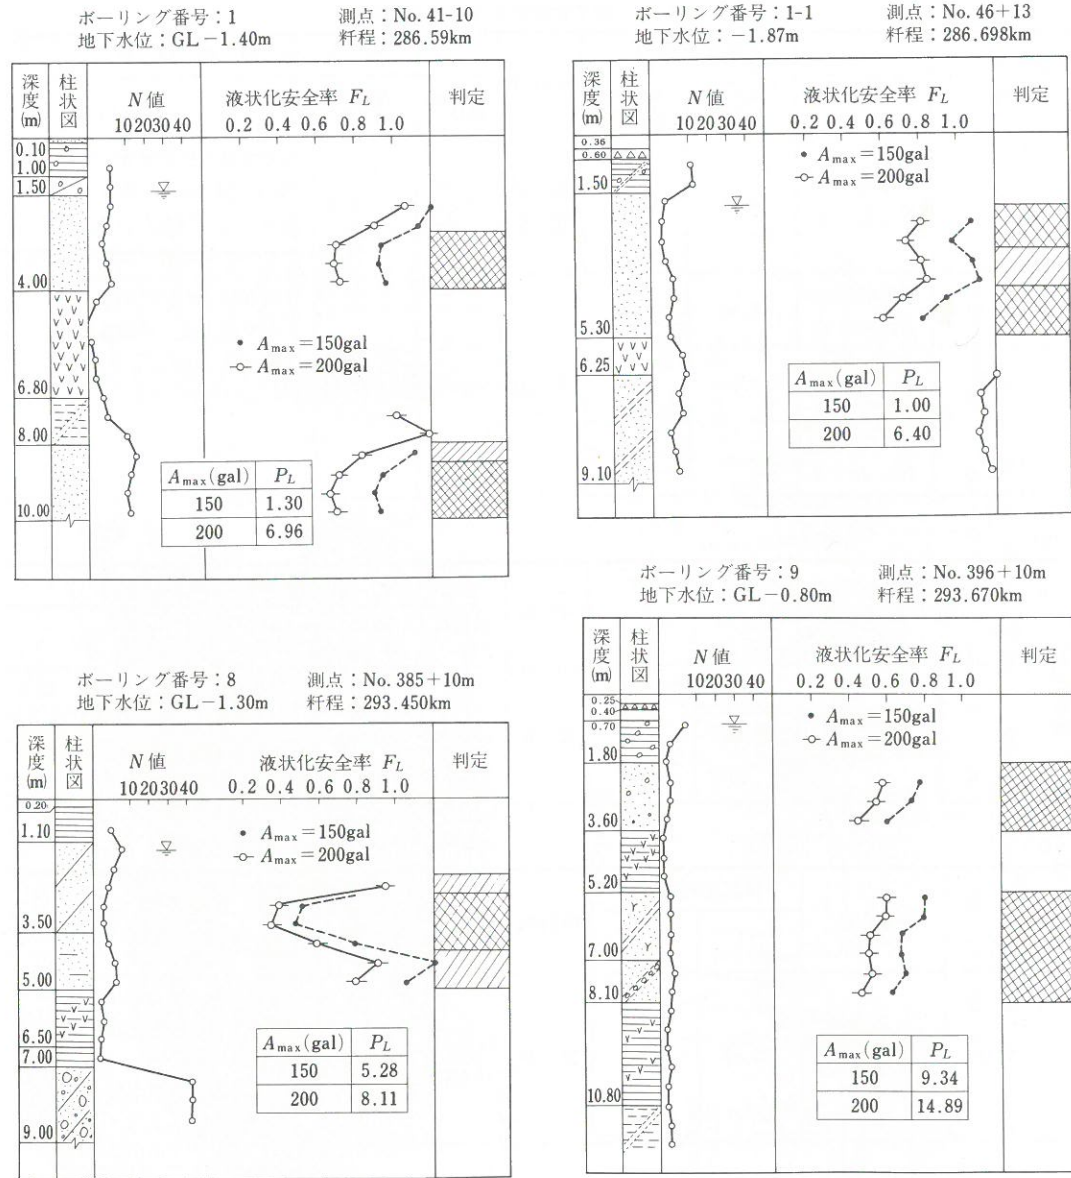 ボーリング番号：1 測点：No. 41-10
地下水位：GL－1.40m 粁程：286.59km
深度(m) 柱状図 N 値 液状化安全率 FL 判定
10203040 0.2 0.4 0.6 0.8 1.0
0.10
1.00
1.50
4.00
● Amax＝150gal
-○- Amax＝200gal
6.80
8.00
Amax(gal) PL
150 1.30
200 6.96
10.00
ボーリング番号：1-1 測点：No. 46＋13
地下水位：－1.87m 粁程：286.698km
深度(m) 柱状図 N 値 液状化安全率 FL 判定
10203040 0.2 0.4 0.6 0.8 1.0
0.36
0.60
● Amax＝150gal
-○- Amax＝200gal
1.50
5.30
6.25
Amax(gal) PL
150 1.00
200 6.40
9.10
ボーリング番号：8 測点：No. 385＋10m
地下水位：GL－1.30m 粁程：293.450km
深度(m) 柱状図 N 値 液状化安全率 FL 判定
10203040 0.2 0.4 0.6 0.8 1.0
0.20
1.10
● Amax＝150gal
-○- Amax＝200gal
3.50
5.00
6.50
7.00
Amax(gal) PL
150 5.28
200 8.11
9.00
ボーリング番号：9 測点：No. 396＋10m
地下水位：GL－0.80m 粁程：293.670km
深度(m) 柱状図 N 値 液状化安全率 FL 判定
10203040 0.2 0.4 0.6 0.8 1.0
0.25
0.40
0.70
● Amax＝150gal
-○- Amax＝200gal
1.80
3.60
5.20
7.00
8.10
Amax(gal) PL
150 9.34
200 14.89
10.80